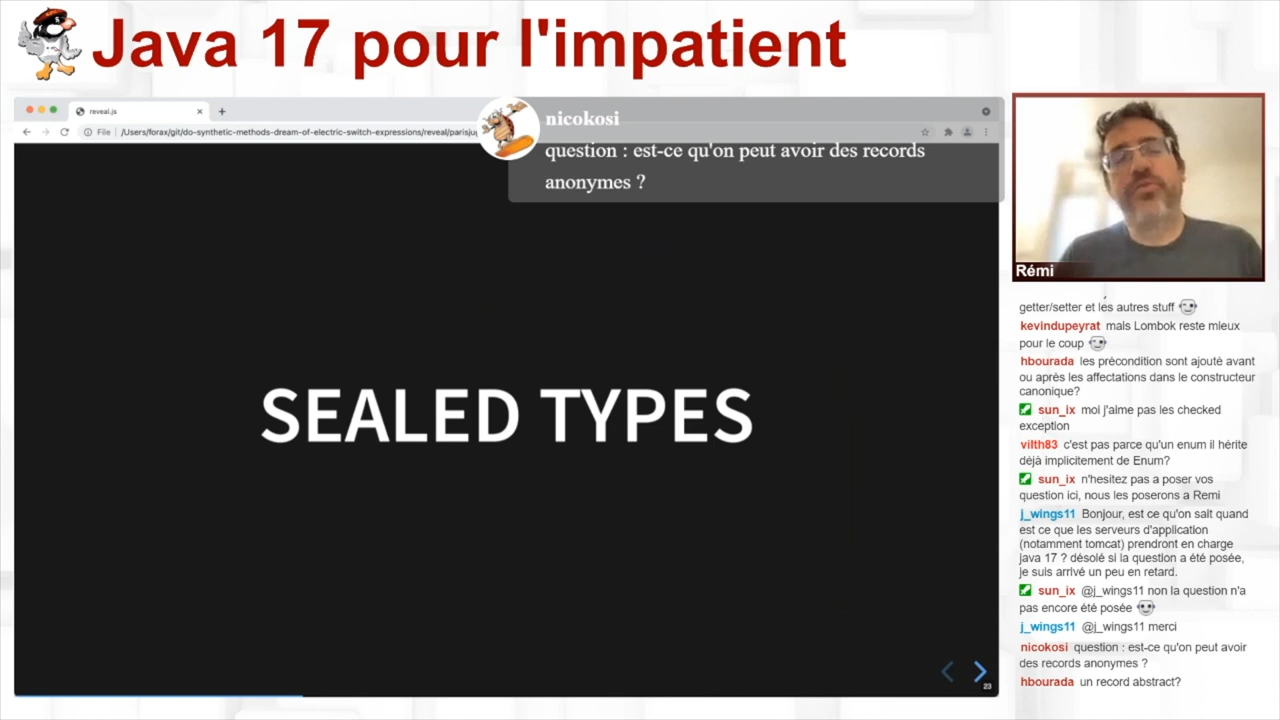 Java 17 pour l'impatient
reveal.js
File
/Users/forax/git/do-synthetic-methods-dream-of-electric-switch-expressions/reveal/parisju
nicokosi
question : est-ce qu'on peut avoir des records
anonymes ?
SEALED TYPES
23
Rémi
getter/setter et les autres stuff
kevindupeyrat mais Lombok reste mieux
pour le coup
hbourada les précondition sont ajouté avant
ou après les affectations dans le constructeur
canonique?
sun_ix moi j'aime pas les checked
exception
vilth83 c'est pas parce qu'un enum il hérite
déjà implicitement de Enum?
sun_ix n'hesitez pas a poser vos
question ici, nous les poserons a Remi
j_wings11 Bonjour, est ce qu'on sait quand
est ce que les serveurs d'application
(notamment tomcat) prendront en charge
java 17 ? désolé si la question a été posée,
je suis arrivé un peu en retard.
sun_ix @j_wings11 non la question n'a
pas encore été posée
j_wings11 @j_wings11 merci
nicokosi question : est-ce qu'on peut avoir
des records anonymes ?
hbourada un record abstract?